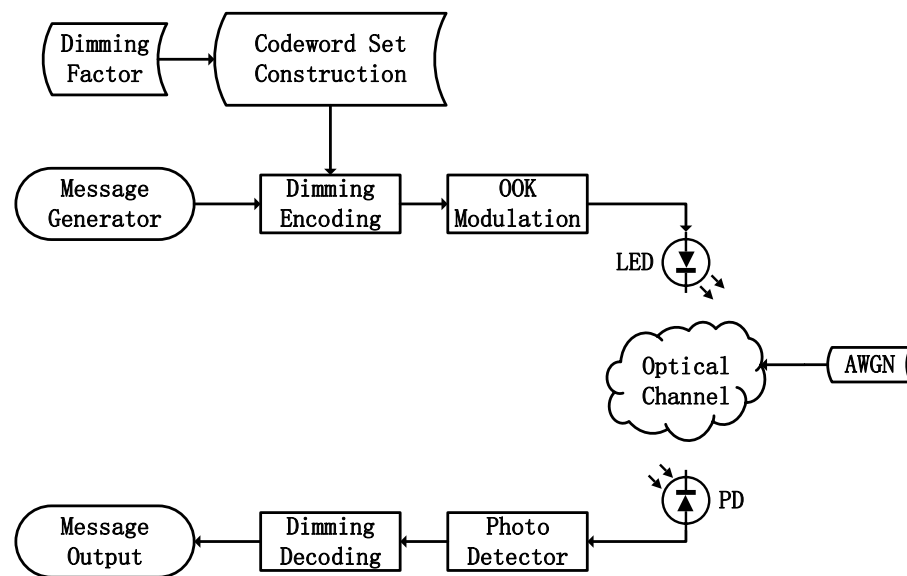 Dimming
Factor
Codeword Set
Construction
Message
Generator
Dimming
Encoding
OOK
Modulation
LED
Optical
Channel
AWGN
PD
Message
Output
Dimming
Decoding
Photo
Detector